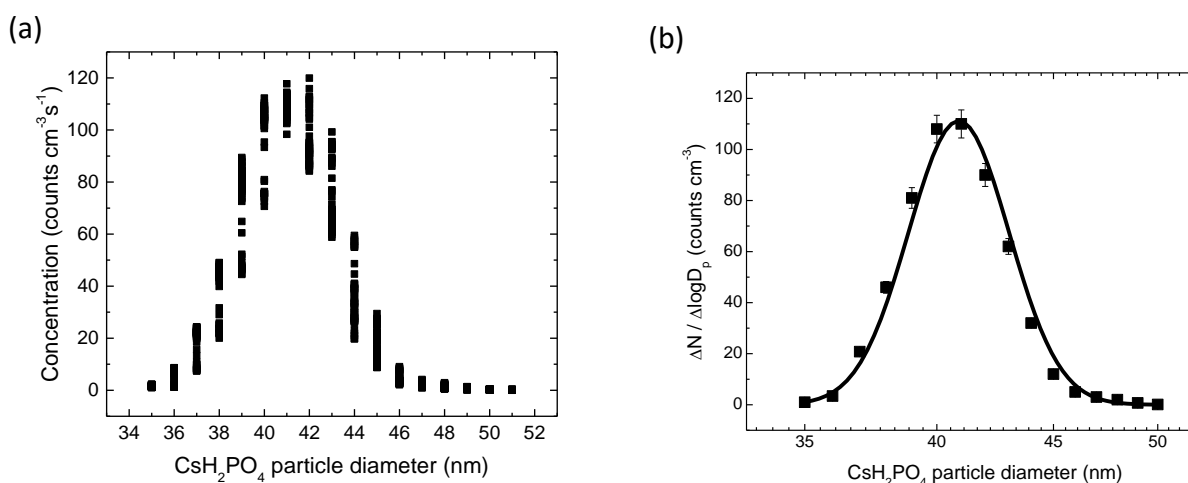 (a)
Concentration (counts cm⁻³s⁻¹)
120
100
80
60
40
20
0
34 36 38 40 42 44 46 48 50 52
CsH₂PO₄ particle diameter (nm)
(b)
ΔN / ΔlogDₚ (counts cm⁻³)
120
100
80
60
40
20
0
35 40 45 50
CsH₂PO₄ particle diameter (nm)